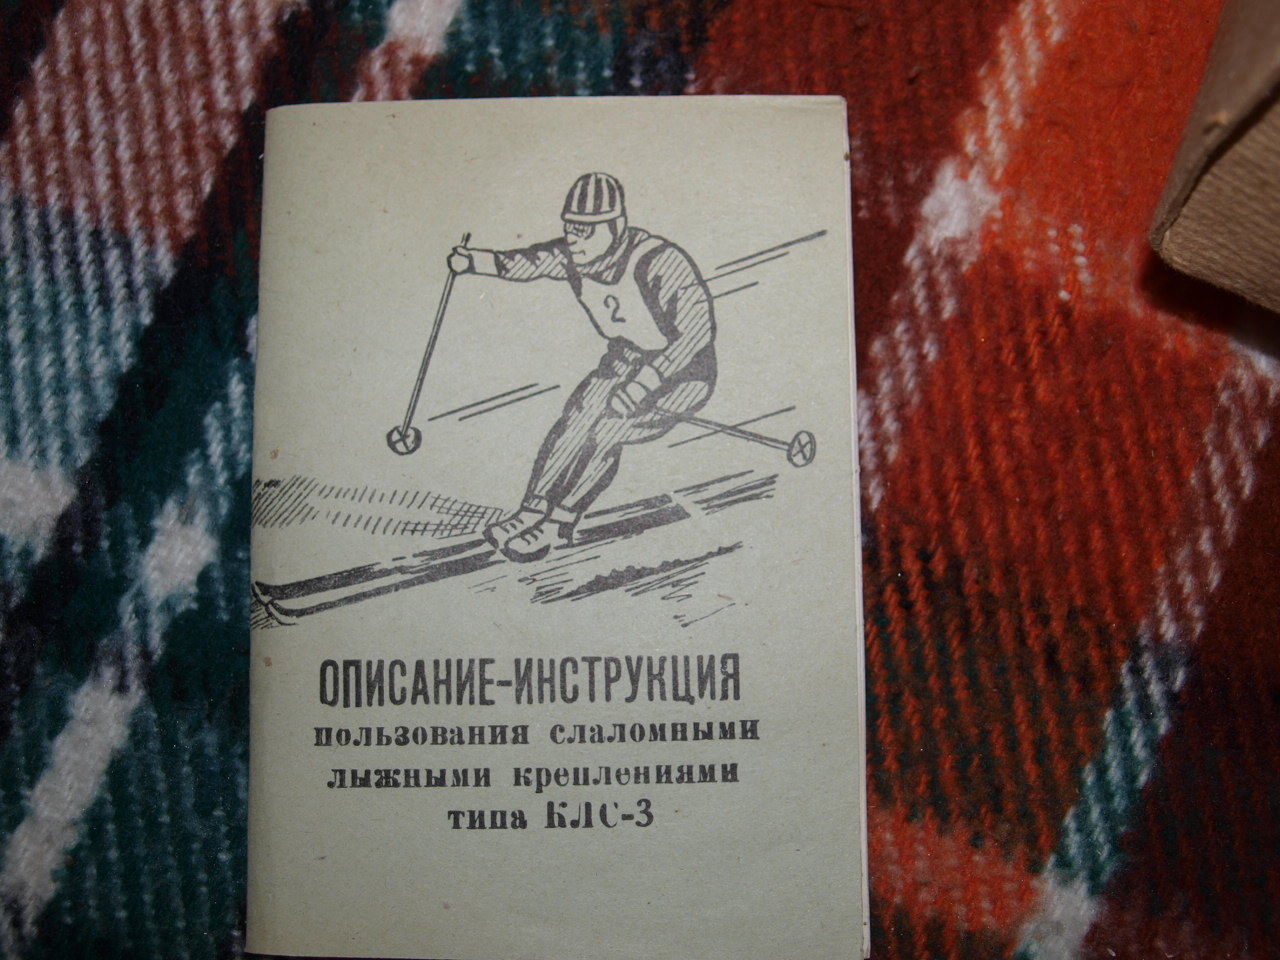 2
ОПИСАНИЕ-ИНСТРУКЦИЯ
пользования слаломными
лыжными креплениями
типа КЛС-3